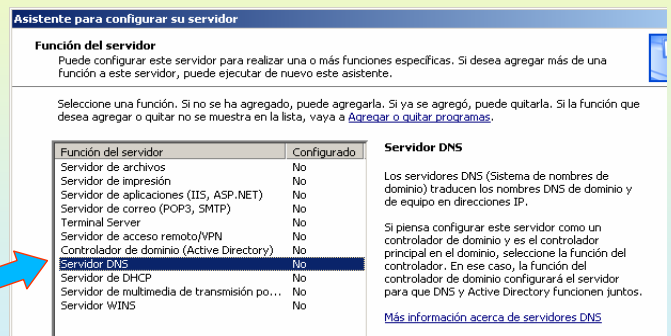 Asistente para configurar su servidor
Función del servidor
Puede configurar este servidor para realizar una o más funciones específicas. Si desea agregar más de una
función a este servidor, puede ejecutar de nuevo este asistente.
Seleccione una función. Si no se ha agregado, puede agregarla. Si ya se agregó, puede quitarla. Si la función que
desea agregar o quitar no se muestra en la lista, vaya a Agregar o quitar programas.
Función del servidor Configurado
Servidor de archivos No
Servidor de impresión No
Servidor de aplicaciones (IIS, ASP.NET) No
Servidor de correo (POP3, SMTP) No
Terminal Server No
Servidor de acceso remoto/VPN No
Controlador de dominio (Active Directory) No
Servidor DNS No
Servidor de DHCP No
Servidor de multimedia de transmisión po... No
Servidor WINS No
Servidor DNS
Los servidores DNS (Sistema de nombres de
dominio) traducen los nombres DNS de dominio y
de equipo en direcciones IP.
Si piensa configurar este servidor como un
controlador de dominio y es el controlador
principal en el dominio, seleccione la función del
controlador. En ese caso, la función del
controlador de dominio configurará el servidor
para que DNS y Active Directory funcionen juntos.
Más información acerca de servidores DNS